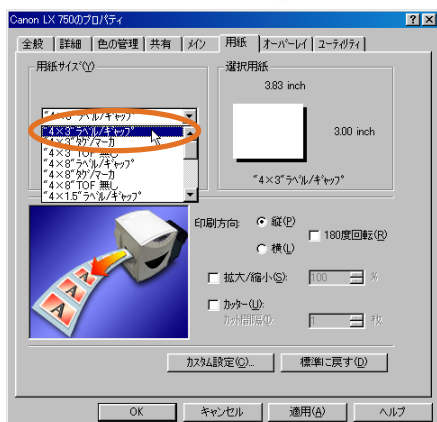 Canon LX 750のプロパティ
全般 詳細 色の管理 共有 メイン 用紙 オーバーレイ ユーティリティ
用紙サイズ(Y)
選択用紙
3.83 inch
3.00 inch
"4×3"ラベル/ギャップ"
"4×8"ラベル/ギャップ"
"4×3"ラベル/ギャップ"
"4×3"タグ/マーカ
"4×3"TOF 無し
"4×8"ラベル/ギャップ"
"4×8"タグ/マーカ
"4×8"TOF 無し
"4×1.5"ラベル/ギャップ"
印刷方向: 縦(P)
横(L)
180度回転(R)
拡大/縮小(S): 100 %
カッター(U):
カット間隔(I): 1 枚
カスタム設定(C)... 標準に戻す(D)
OK キャンセル 適用(A) ヘルプ